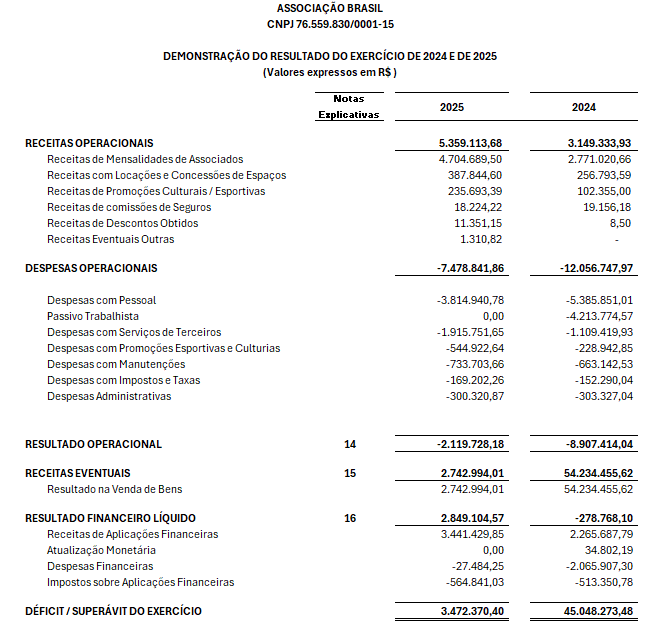 ASSOCIAÇÃO BRASIL
CNPJ 76.559.830/0001-15
DEMONSTRAÇÃO DO RESULTADO DO EXERCÍCIO DE 2024 E DE 2025
(Valores expressos em R$ )
Notas Explicativas 2025 2024
RECEITAS OPERACIONAIS 5.359.113,68 3.149.333,93
Receitas de Mensalidades de Associados 4.704.689,50 2.771.020,66
Receitas com Locações e Concessões de Espaços 387.844,60 256.793,59
Receitas de Promoções Culturais / Esportivas 235.693,39 102.355,00
Receitas de comissões de Seguros 18.224,22 19.156,18
Receitas de Descontos Obtidos 11.351,15 8,50
Receitas Eventuais Outras 1.310,82 -
DESPESAS OPERACIONAIS -7.478.841,86 -12.056.747,97
Despesas com Pessoal -3.814.940,78 -5.385.851,01
Passivo Trabalhista 0,00 -4.213.774,57
Despesas com Serviços de Terceiros -1.915.751,65 -1.109.419,93
Despesas com Promoções Esportivas e Culturias -544.922,64 -228.942,85
Despesas com Manutenções -733.703,66 -663.142,53
Despesas com Impostos e Taxas -169.202,26 -152.290,04
Despesas Administrativas -300.320,87 -303.327,04
RESULTADO OPERACIONAL 14 -2.119.728,18 -8.907.414,04
RECEITAS EVENTUAIS 15 2.742.994,01 54.234.455,62
Resultado na Venda de Bens 2.742.994,01 54.234.455,62
RESULTADO FINANCEIRO LÍQUIDO 16 2.849.104,57 -278.768,10
Receitas de Aplicações Financeiras 3.441.429,85 2.265.687,79
Atualização Monetária 0,00 34.802,19
Despesas Financeiras -27.484,25 -2.065.907,30
Impostos sobre Aplicações Financeiras -564.841,03 -513.350,78
DÉFICIT / SUPERÁVIT DO EXERCÍCIO 3.472.370,40 45.048.273,48